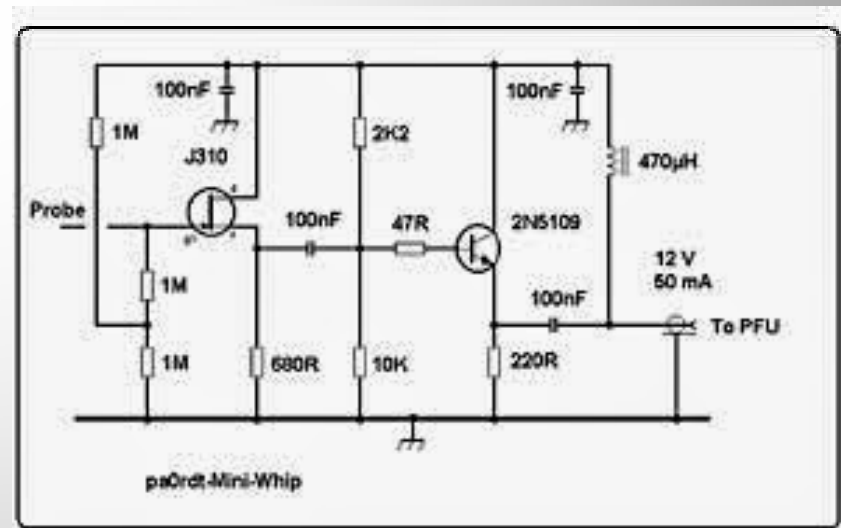 100nF
100nF
1M
2K2
J310
470µH
Probe
100nF
47R
2N5109
12 V
50 mA
1M
100nF
To PFU
1M
680R
10K
220R
pa0rdt-Mini-Whip